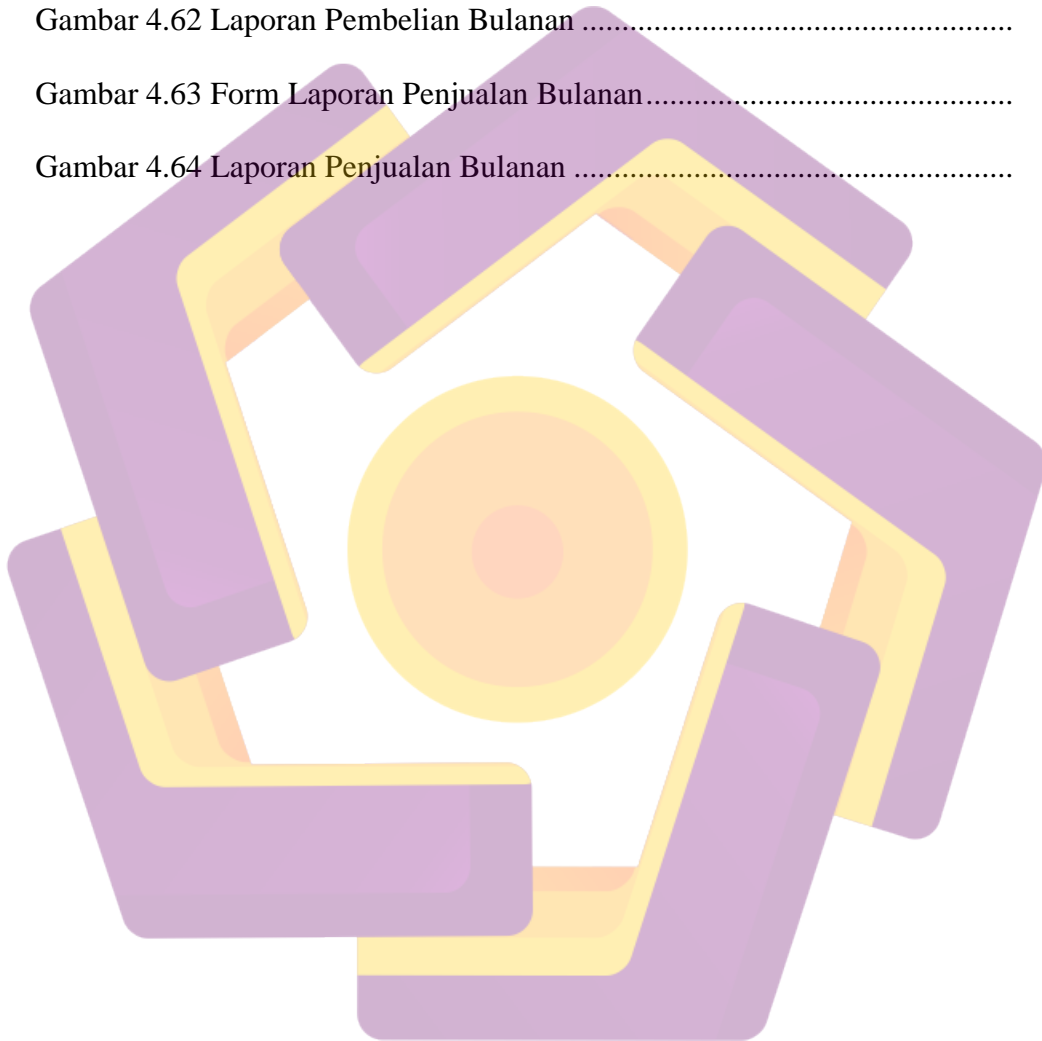 Gambar 4.62 Laporan Pembelian Bulanan ......................................................
Gambar 4.63 Form Laporan Penjualan Bulanan..............................................
Gambar 4.64 Laporan Penjualan Bulanan .......................................................